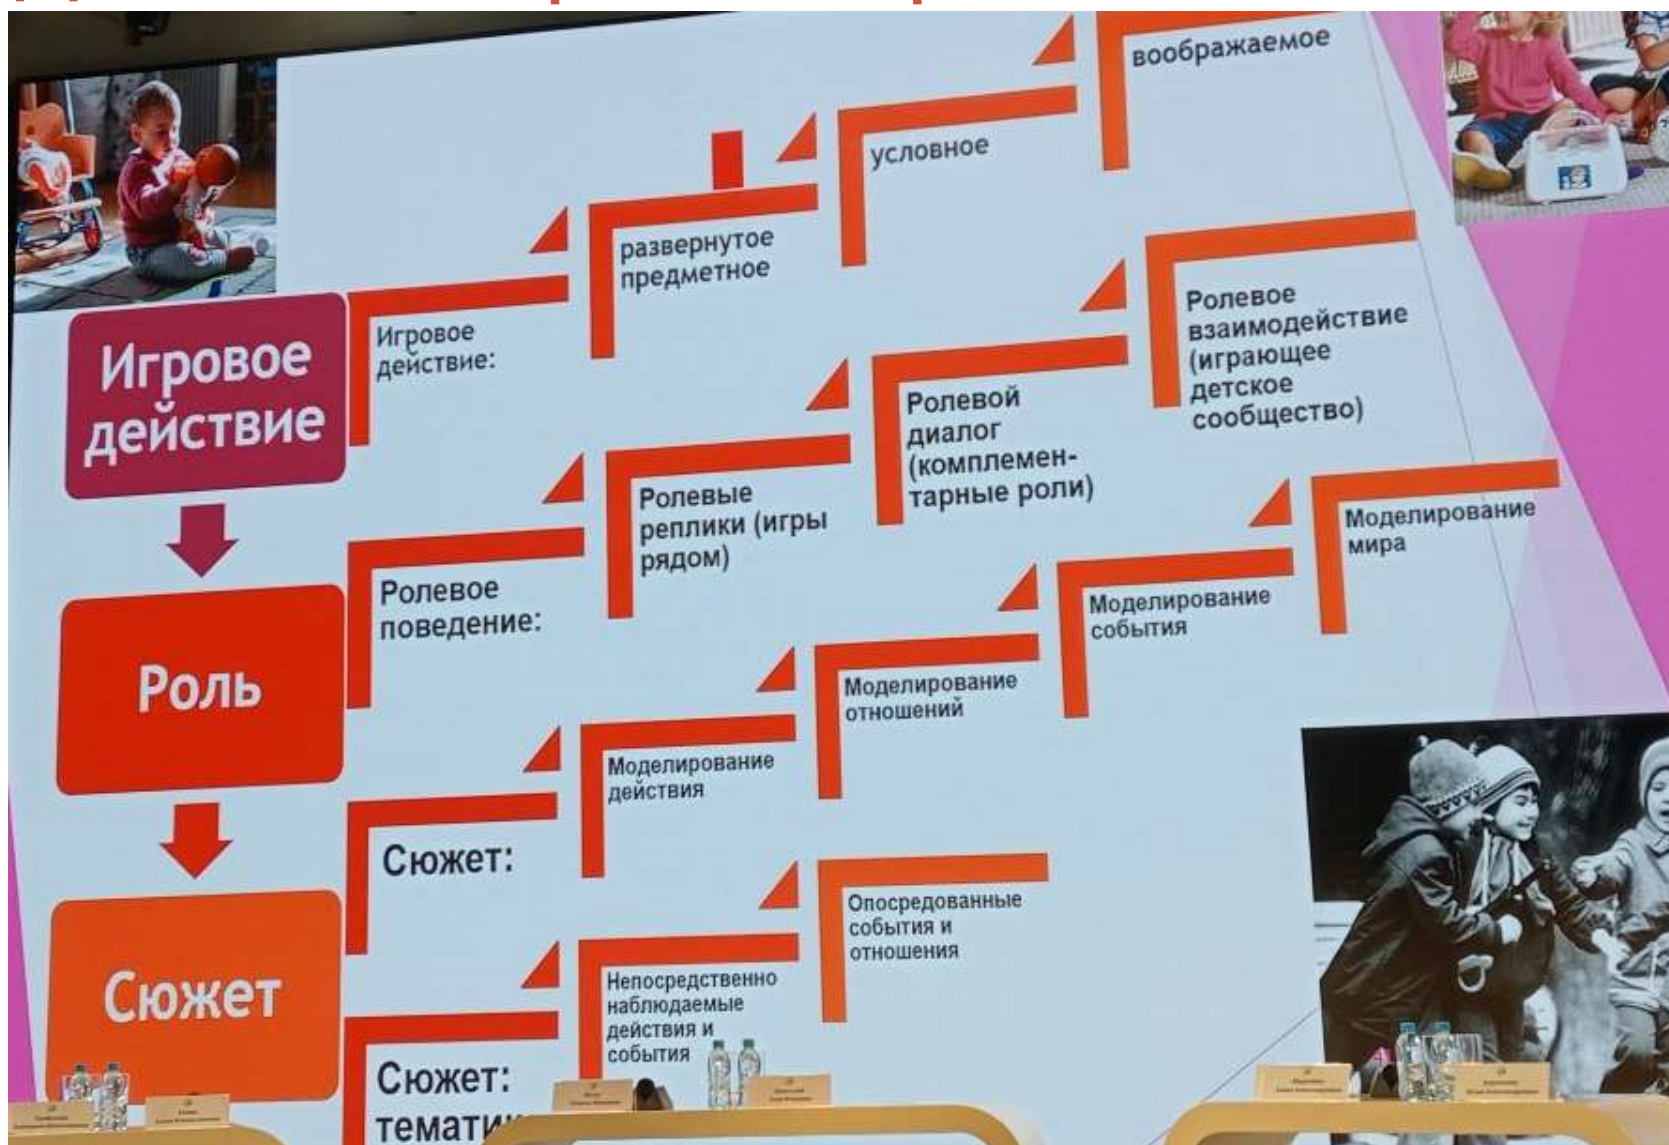 воображаемое
условное
развернутое
предметное
Игровое
действие:
Игровое
действие
Ролевое
взаимодействие
(играющее
детское
сообщество)
Ролевой
диалог
(комплемен-
тарные роли)
Ролевые
реплики (игры
рядом)
Ролевое
поведение:
Роль
Моделирование
мира
Моделирование
события
Моделирование
отношений
Моделирование
действия
Сюжет:
Сюжет
Опосредованные
события и
отношения
Непосредственно
наблюдаемые
действия и
события
Сюжет: